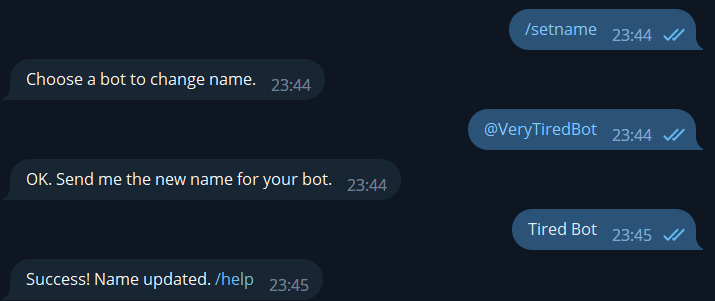 /setname 23:44
Choose a bot to change name. 23:44
@VeryTiredBot 23:44
OK. Send me the new name for your bot. 23:44
Tired Bot 23:45
Success! Name updated. /help 23:45